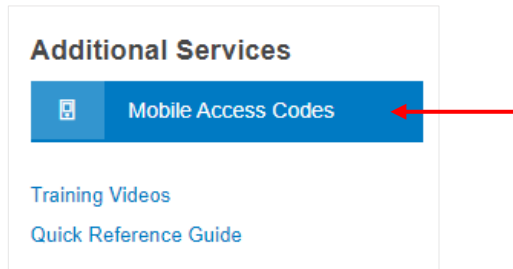 Additional Services
Mobile Access Codes
Training Videos
Quick Reference Guide